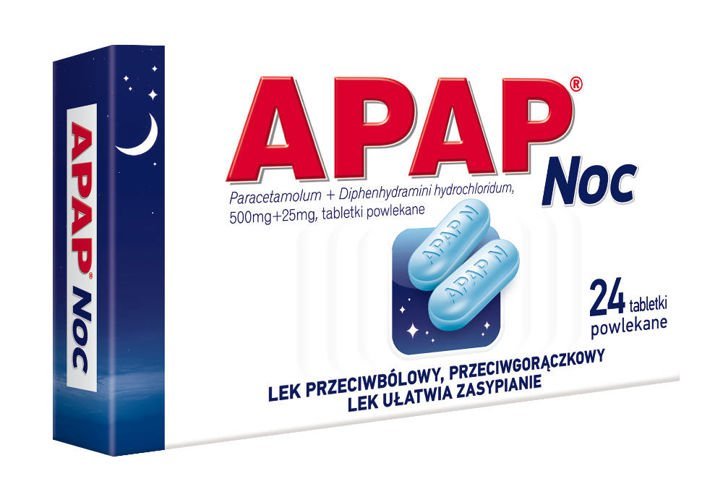 APAP®
Noc
Paracetamolum + Diphenhydramini hydrochloridum,
500mg+25mg, tabletki powlekane
APAP N
APAP N
24 tabletki
powlekane
LEK PRZECIWBÓLOWY, PRZECIWGORĄCZKOWY
LEK UŁATWIA ZASYPIANIE
APAP® Noc